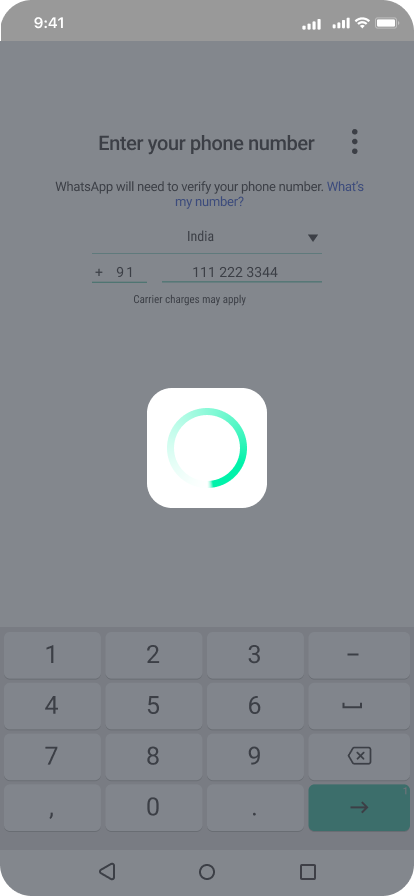 9:41
Enter your phone number
WhatsApp will need to verify your phone number. What's
my number?
India
+ 91 111 222 3344
Carrier charges may apply
1 2 3 –
4 5 6
7 8 9
, 0 .